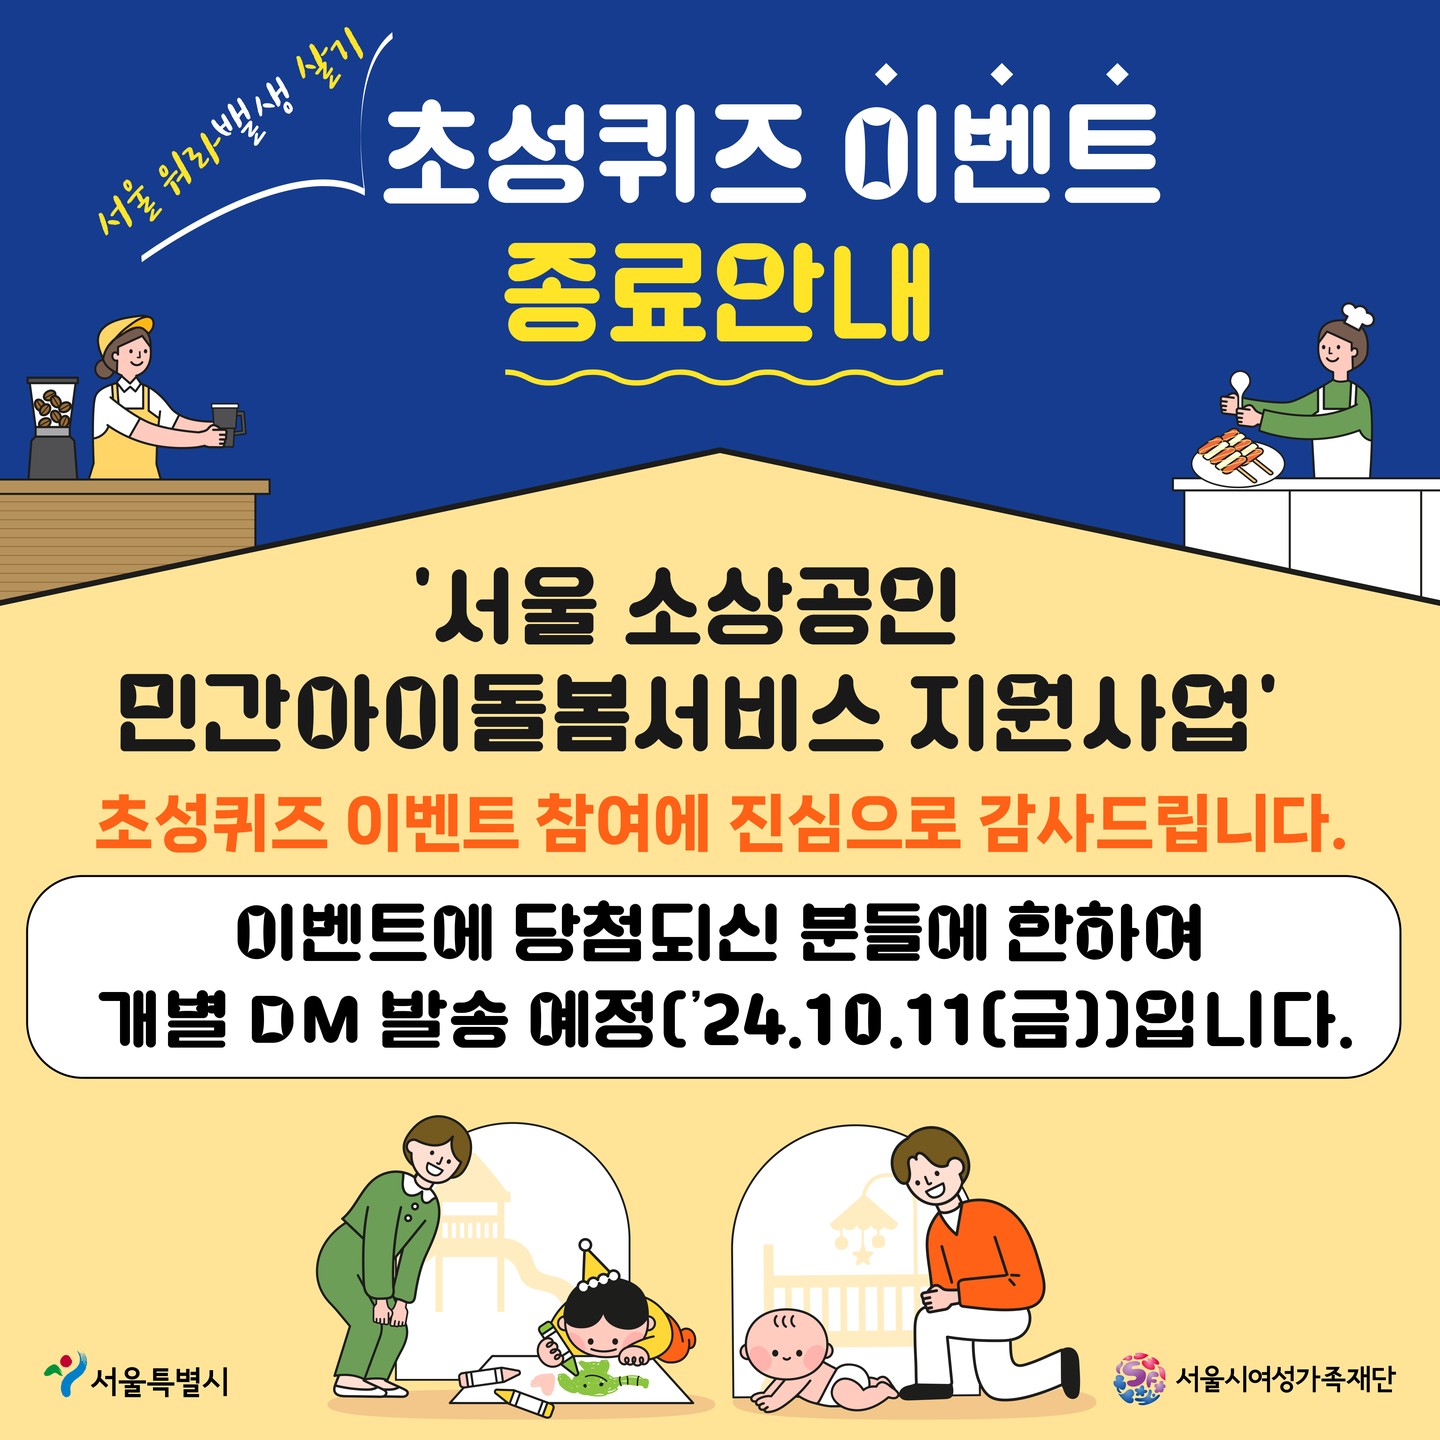 서울 워라밸생 살기
초성퀴즈 이벤트
종료안내
'서울 소상공인
민간아이돌봄서비스 지원사업'
초성퀴즈 이벤트 참여에 진심으로 감사드립니다.
이벤트에 당첨되신 분들에 한하여
개별 DM 발송 예정('24.10.11(금))입니다.
서울특별시
SF 서울시여성가족재단